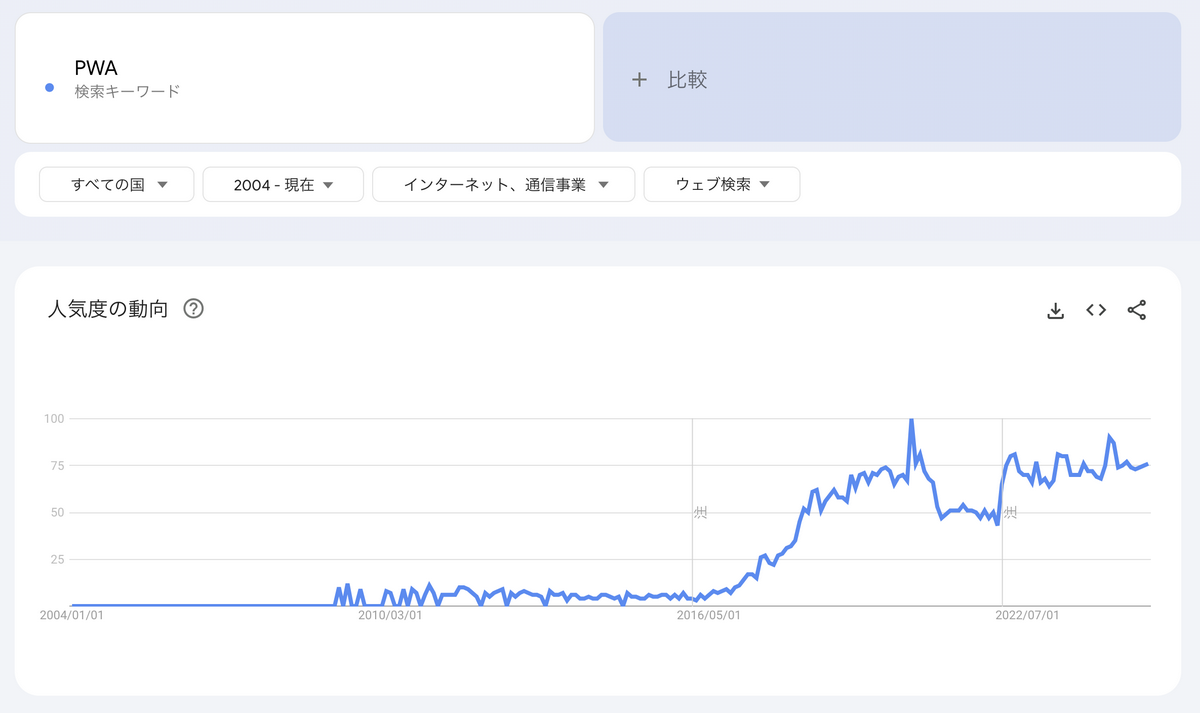 PWA
検索キーワード
+ 比較
すべての国
2004 - 現在
インターネット、通信事業
ウェブ検索
人気度の動向
100
75
50
25
注
注
2004/01/01
2010/03/01
2016/05/01
2022/07/01